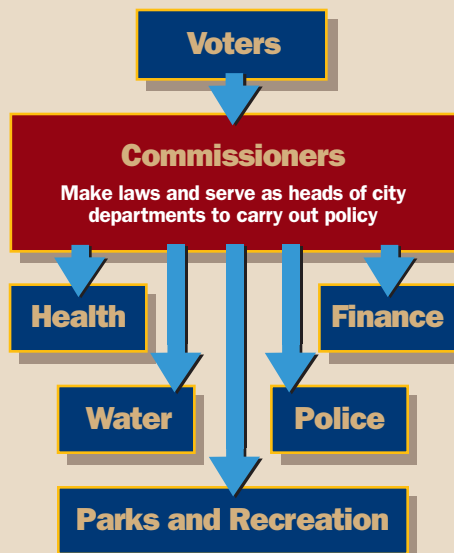 Voters
Commissioners
Make laws and serve as heads of city
departments to carry out policy
Health
Finance
Water
Police
Parks and Recreation